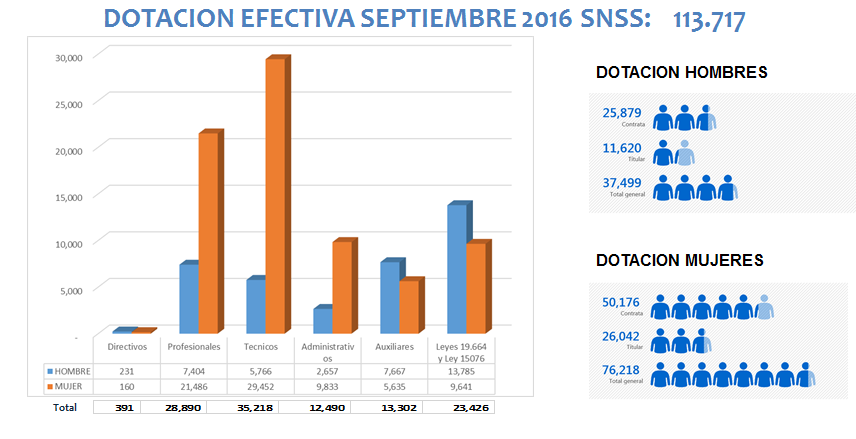 DOTACION EFECTIVA SEPTIEMBRE 2016 SNSS: 113.717
30,000
25,000
20,000
15,000
10,000
5,000
-
Directivos Profesionales Tecnicos Administrativ os Auxiliares Leyes 19.664 y Ley 15076
HOMBRE 231 7,404 5,766 2,657 7,667 13,785
MUJER 160 21,486 29,452 9,833 5,635 9,641
Total 391 28,890 35,218 12,490 13,302 23,426
DOTACION HOMBRES
25,879
Contrata
11,620
Titular
37,499
Total general
DOTACION MUJERES
50,176
Contrata
26,042
Titular
76,218
Total general